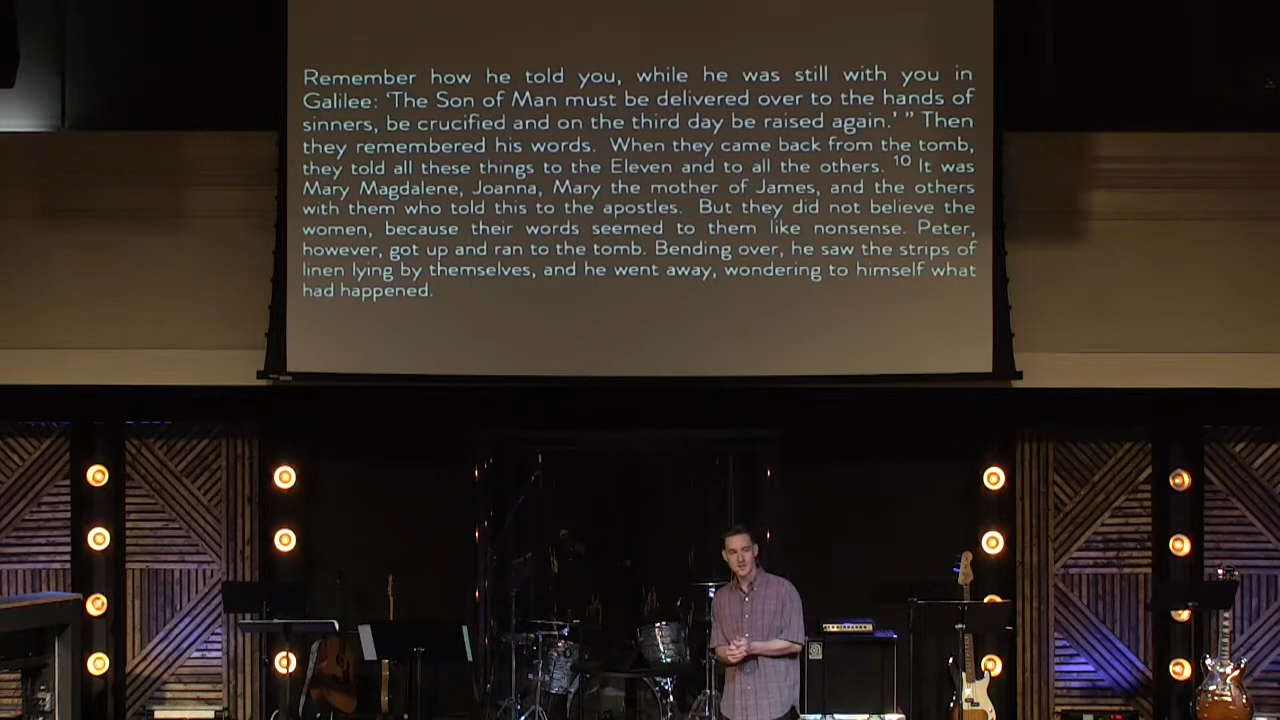 Remember how he told you, while he was still with you in
Galilee: ‘The Son of Man must be delivered over to the hands of
sinners, be crucified and on the third day be raised again.’ ” Then
they remembered his words. When they came back from the tomb,
they told all these things to the Eleven and to all the others. 10 It was
Mary Magdalene, Joanna, Mary the mother of James, and the others
with them who told this to the apostles. But they did not believe the
women, because their words seemed to them like nonsense. Peter,
however, got up and ran to the tomb. Bending over, he saw the strips of
linen lying by themselves, and he went away, wondering to himself what
had happened.